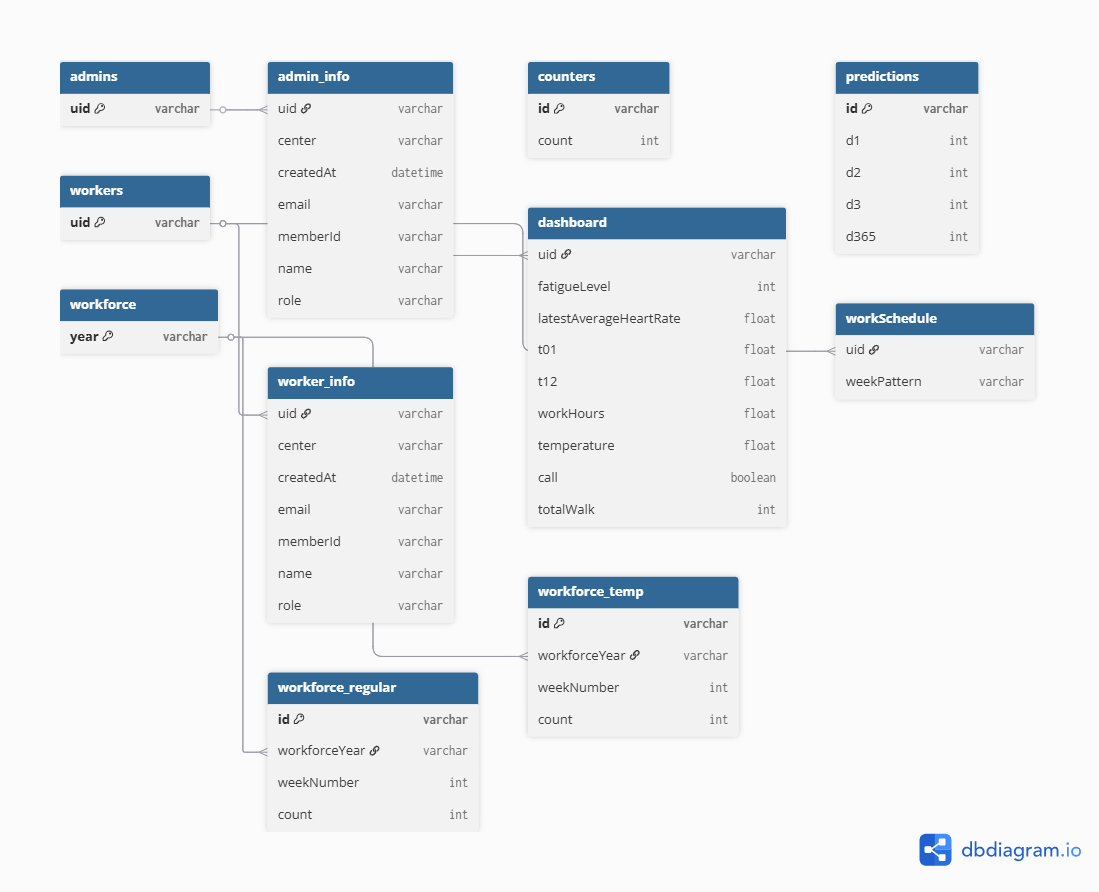 admins
uid varchar
workers
uid varchar
workforce
year varchar
admin_info
uid varchar
center varchar
createdAt datetime
email varchar
memberId varchar
name varchar
role varchar
worker_info
uid varchar
center varchar
createdAt datetime
email varchar
memberId varchar
name varchar
role varchar
workforce_regular
id varchar
workforceYear varchar
weekNumber int
count int
counters
id varchar
count int
dashboard
uid varchar
fatigueLevel int
latestAverageHeartRate float
t01 float
t12 float
workHours float
temperature float
call boolean
totalWalk int
workforce_temp
id varchar
workforceYear varchar
weekNumber int
count int
predictions
id varchar
d1 int
d2 int
d3 int
d365 int
workSchedule
uid varchar
weekPattern varchar
dbdiagram.io